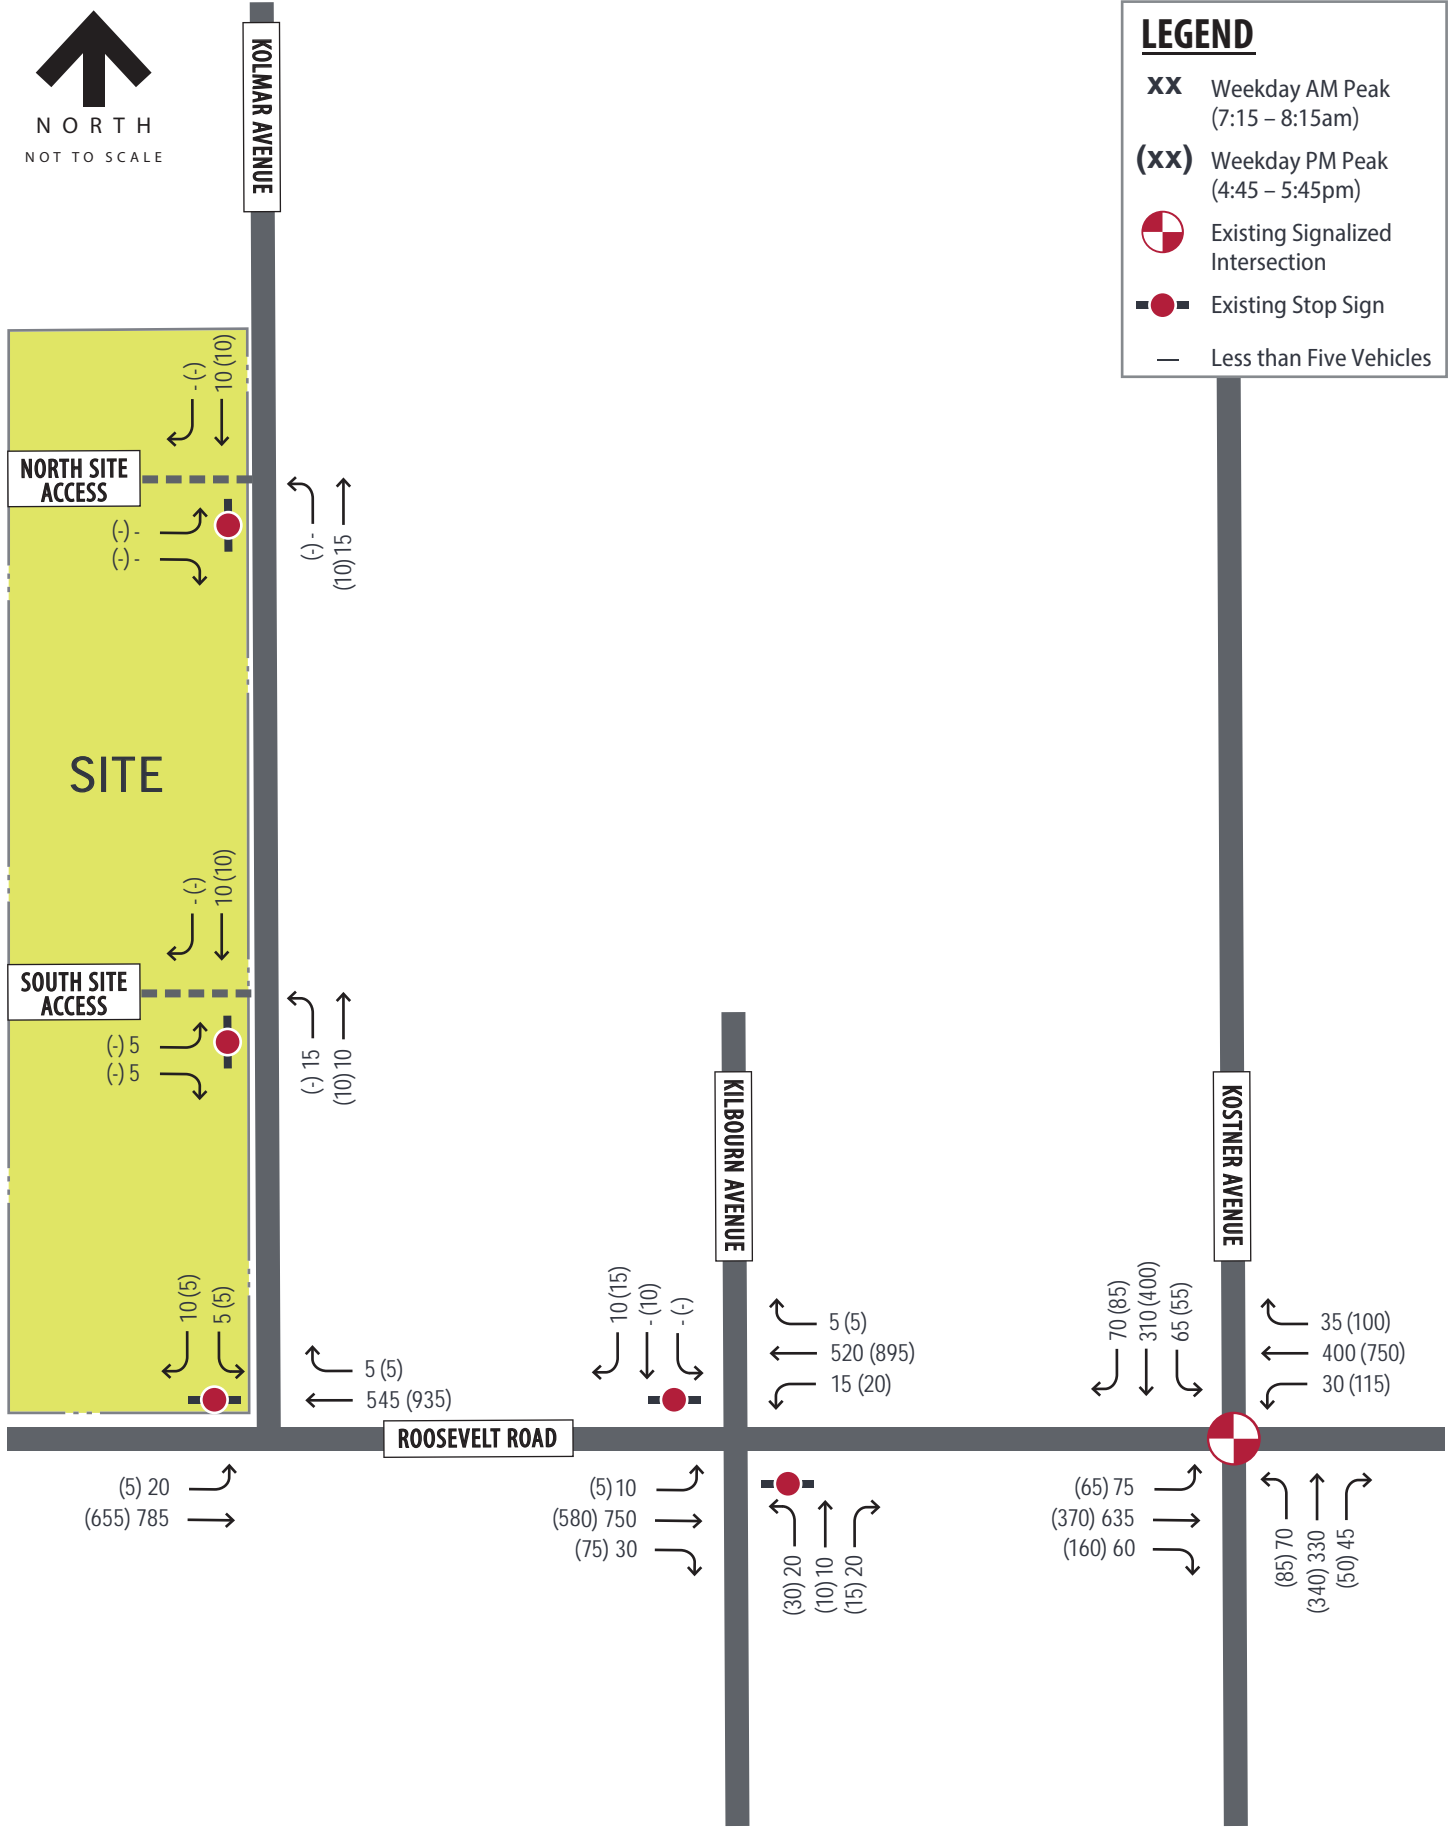 NORTH
NOT TO SCALE
KOLMAR AVENUE
LEGEND
xx Weekday AM Peak
(7:15 – 8:15am)
(xx) Weekday PM Peak
(4:45 – 5:45pm)
Existing Signalized
Intersection
Existing Stop Sign
— Less than Five Vehicles
- (-)
10 (10)
NORTH SITE
ACCESS
(-) -
(-) -
(-) -
(10) 15
SITE
- (-)
10 (10)
SOUTH SITE
ACCESS
(-) 5
(-) 5
(-) 15
(10) 10
KILBOURN AVENUE
KOSTNER AVENUE
10 (5)
5 (5)
5 (5)
545 (935)
10 (15)
- (10)
- (-)
5 (5)
520 (895)
15 (20)
70 (85)
310 (400)
65 (55)
35 (100)
400 (750)
30 (115)
ROOSEVELT ROAD
(5) 20
(655) 785
(5) 10
(580) 750
(75) 30
(30) 20
(10) 10
(15) 20
(65) 75
(370) 635
(160) 60
(85) 70
(340) 330
(50) 45